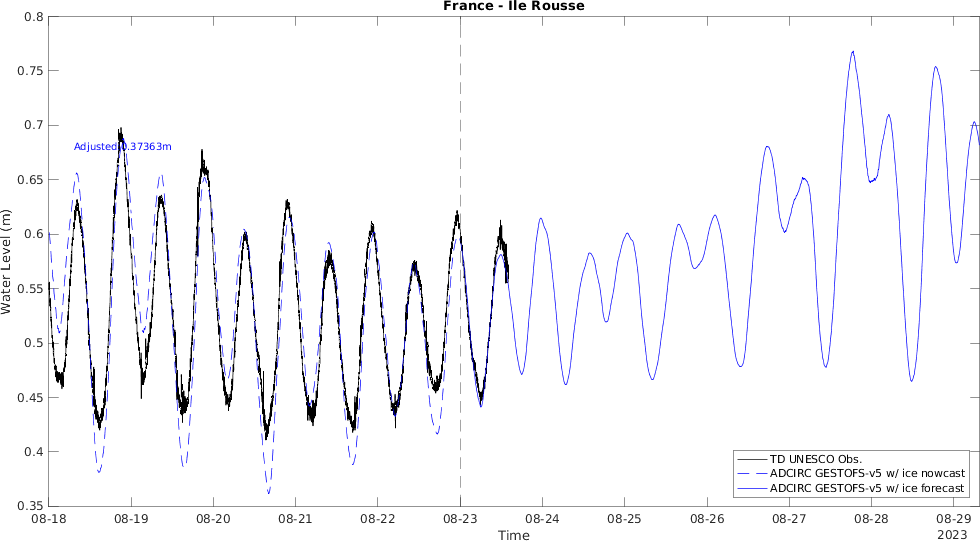 France - Ile Rousse
Water Level (m)
0.8
0.75
0.7
0.65
0.6
0.55
0.5
0.45
0.4
0.35
Adjusted 0.37363m
TD UNESCO Obs.
ADCIRC GESTOFS-v5 w/ ice nowcast
ADCIRC GESTOFS-v5 w/ ice forecast
08-18 08-19 08-20 08-21 08-22 08-23 08-24 08-25 08-26 08-27 08-28 08-29
Time 2023